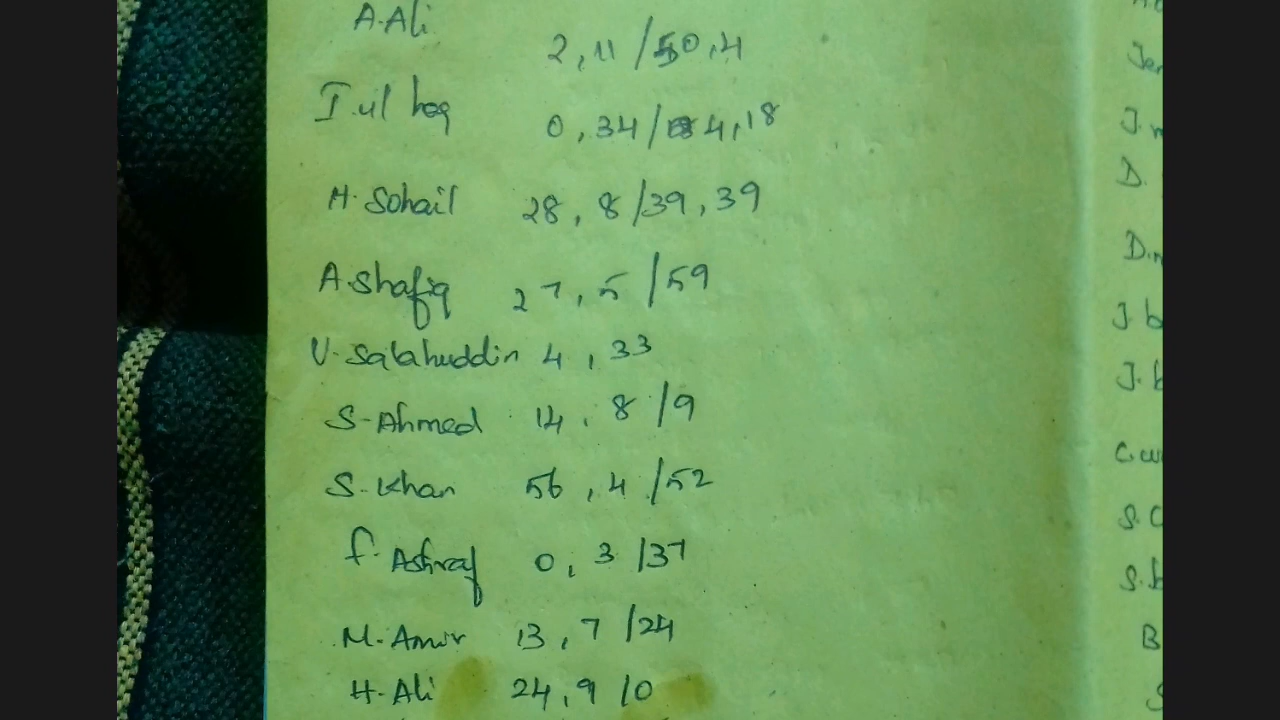 A. Ali 2, 11 / 50, 4
I. ul haq 0, 34 / 4, 18
H. Sohail 28, 8 / 39, 39
A. Shafiq 27, 5 / 59
U. Salahuddin 4, 33
S. Ahmed 14, 8 / 9
S. Khan 56, 4 / 52
f. Ashraf 0, 3 / 37
M. Amir 13, 7 / 24
H. Ali 24, 9 / 0
J. b
J. b